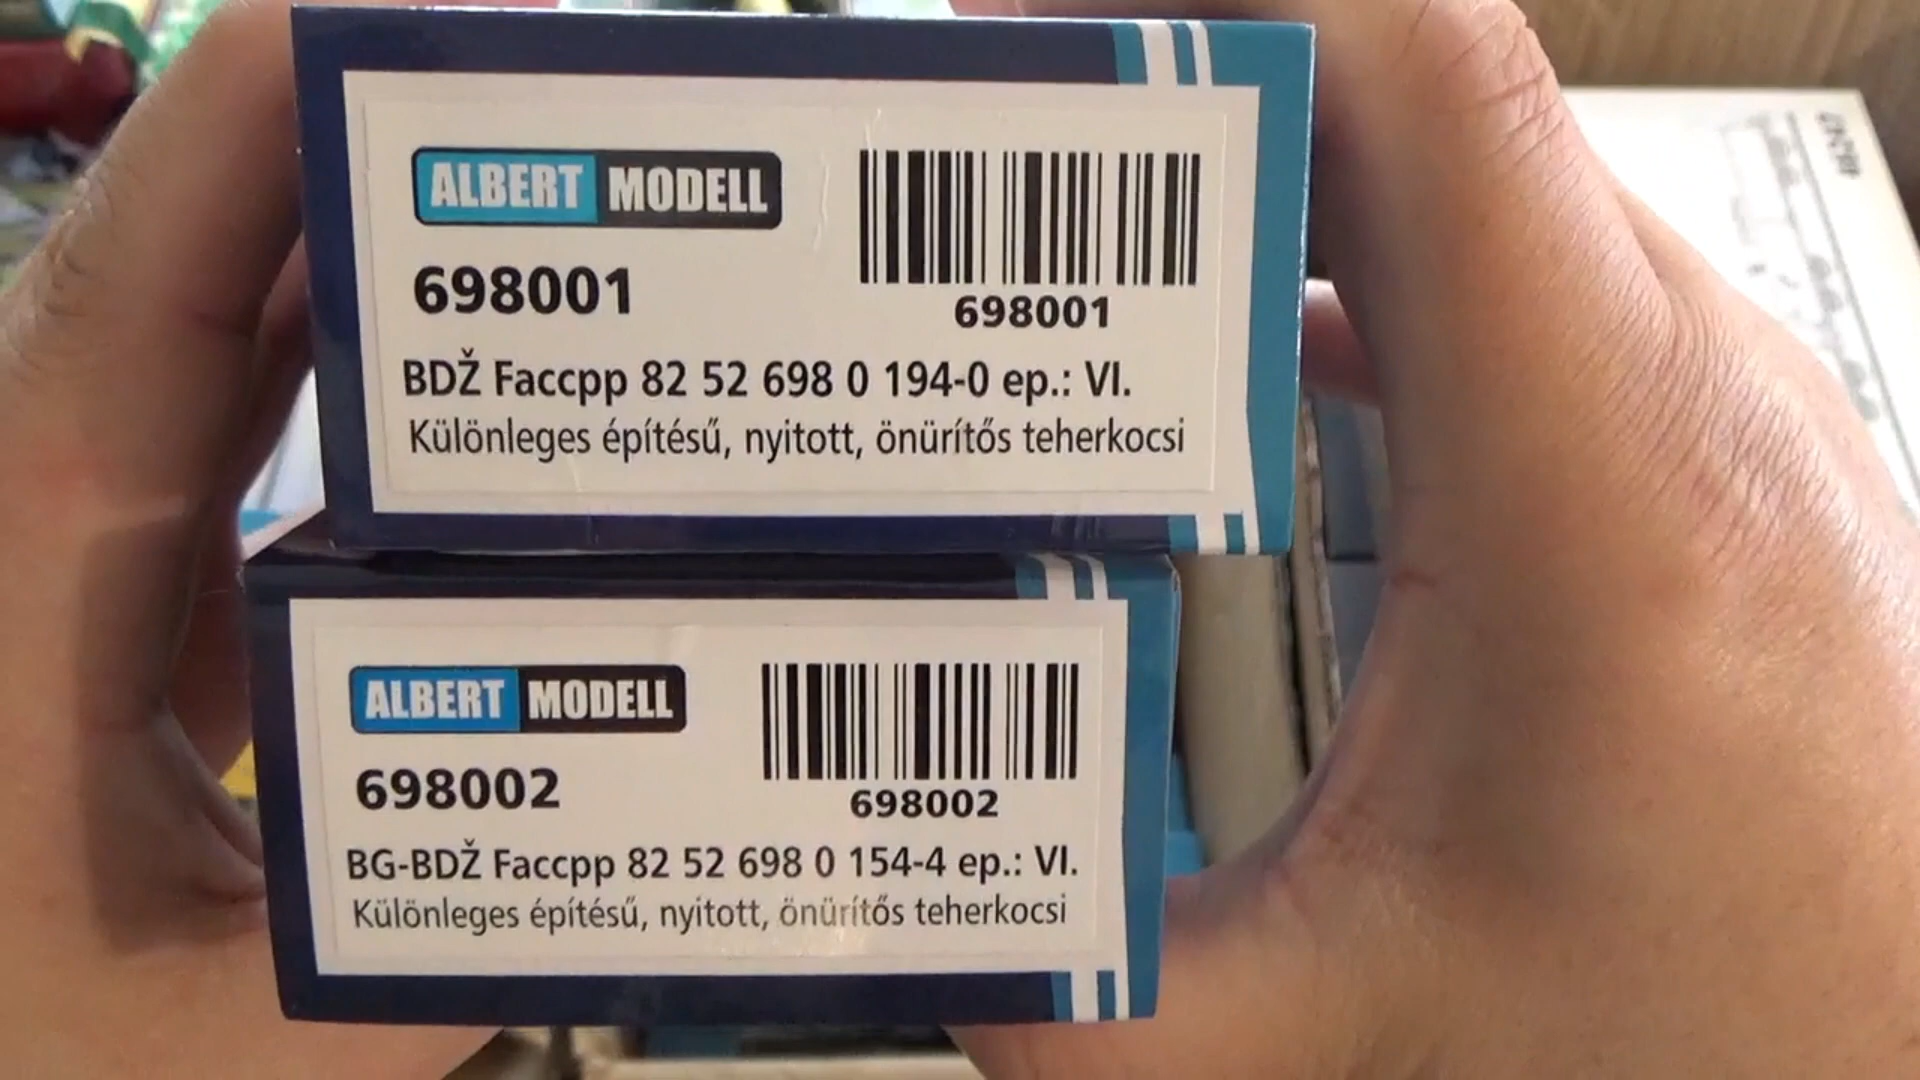 ALBERT MODELL
698001
698001
BDŽ Faccpp 82 52 698 0 194-0 ep.: VI.
Különleges építésű, nyitott, önürítős teherkocsi
ALBERT MODELL
698002
698002
BG-BDŽ Faccpp 82 52 698 0 154-4 ep.: VI.
Különleges építésű, nyitott, önürítős teherkocsi